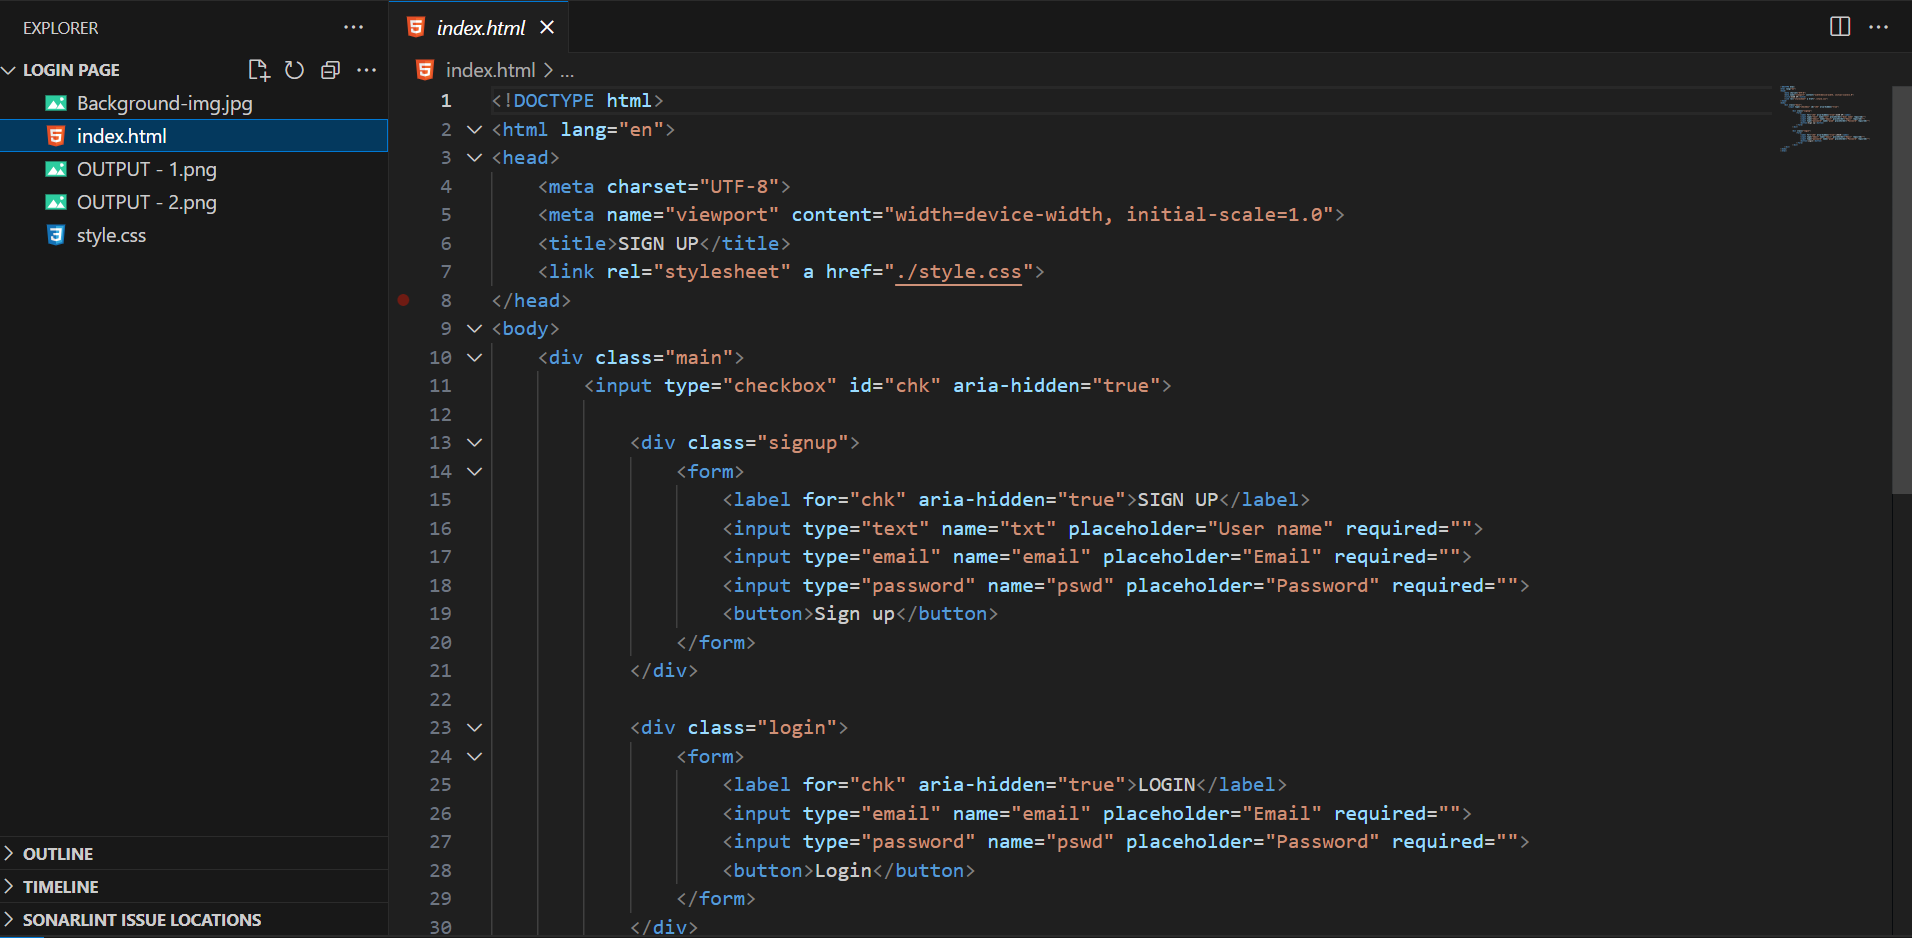 EXPLORER
LOGIN PAGE
Background-img.jpg
index.html
OUTPUT - 1.png
OUTPUT - 2.png
style.css
OUTLINE
TIMELINE
SONARLINT ISSUE LOCATIONS
index.html
index.html > ...
1 <!DOCTYPE html>
2 <html lang="en">
3 <head>
4 <meta charset="UTF-8">
5 <meta name="viewport" content="width=device-width, initial-scale=1.0">
6 <title>SIGN UP</title>
7 <link rel="stylesheet" a href="./style.css">
8 </head>
9 <body>
10 <div class="main">
11 <input type="checkbox" id="chk" aria-hidden="true">
12
13 <div class="signup">
14 <form>
15 <label for="chk" aria-hidden="true">SIGN UP</label>
16 <input type="text" name="txt" placeholder="User name" required="">
17 <input type="email" name="email" placeholder="Email" required="">
18 <input type="password" name="pswd" placeholder="Password" required="">
19 <button>Sign up</button>
20 </form>
21 </div>
22
23 <div class="login">
24 <form>
25 <label for="chk" aria-hidden="true">LOGIN</label>
26 <input type="email" name="email" placeholder="Email" required="">
27 <input type="password" name="pswd" placeholder="Password" required="">
28 <button>Login</button>
29 </form>
30 </div>